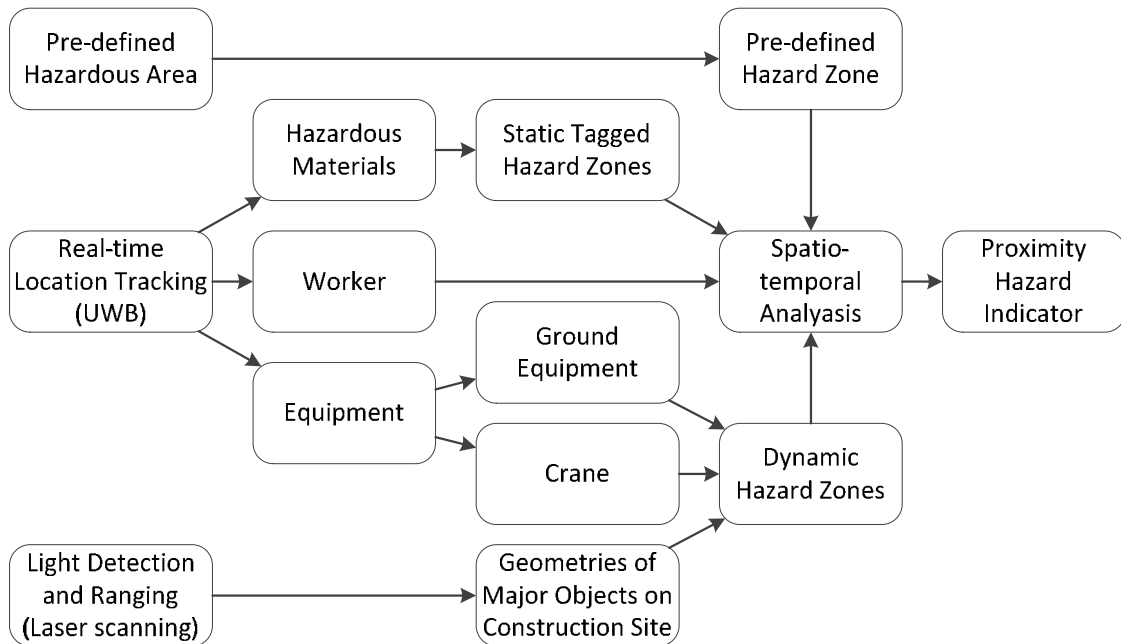 Pre-defined
Hazardous Area
Pre-defined
Hazard Zone
Hazardous
Materials
Static Tagged
Hazard Zones
Real-time
Location Tracking
(UWB)
Worker
Spatio-
temporal
Analyasis
Proximity
Hazard
Indicator
Ground
Equipment
Equipment
Crane
Dynamic
Hazard Zones
Light Detection
and Ranging
(Laser scanning)
Geometries of
Major Objects on
Construction Site